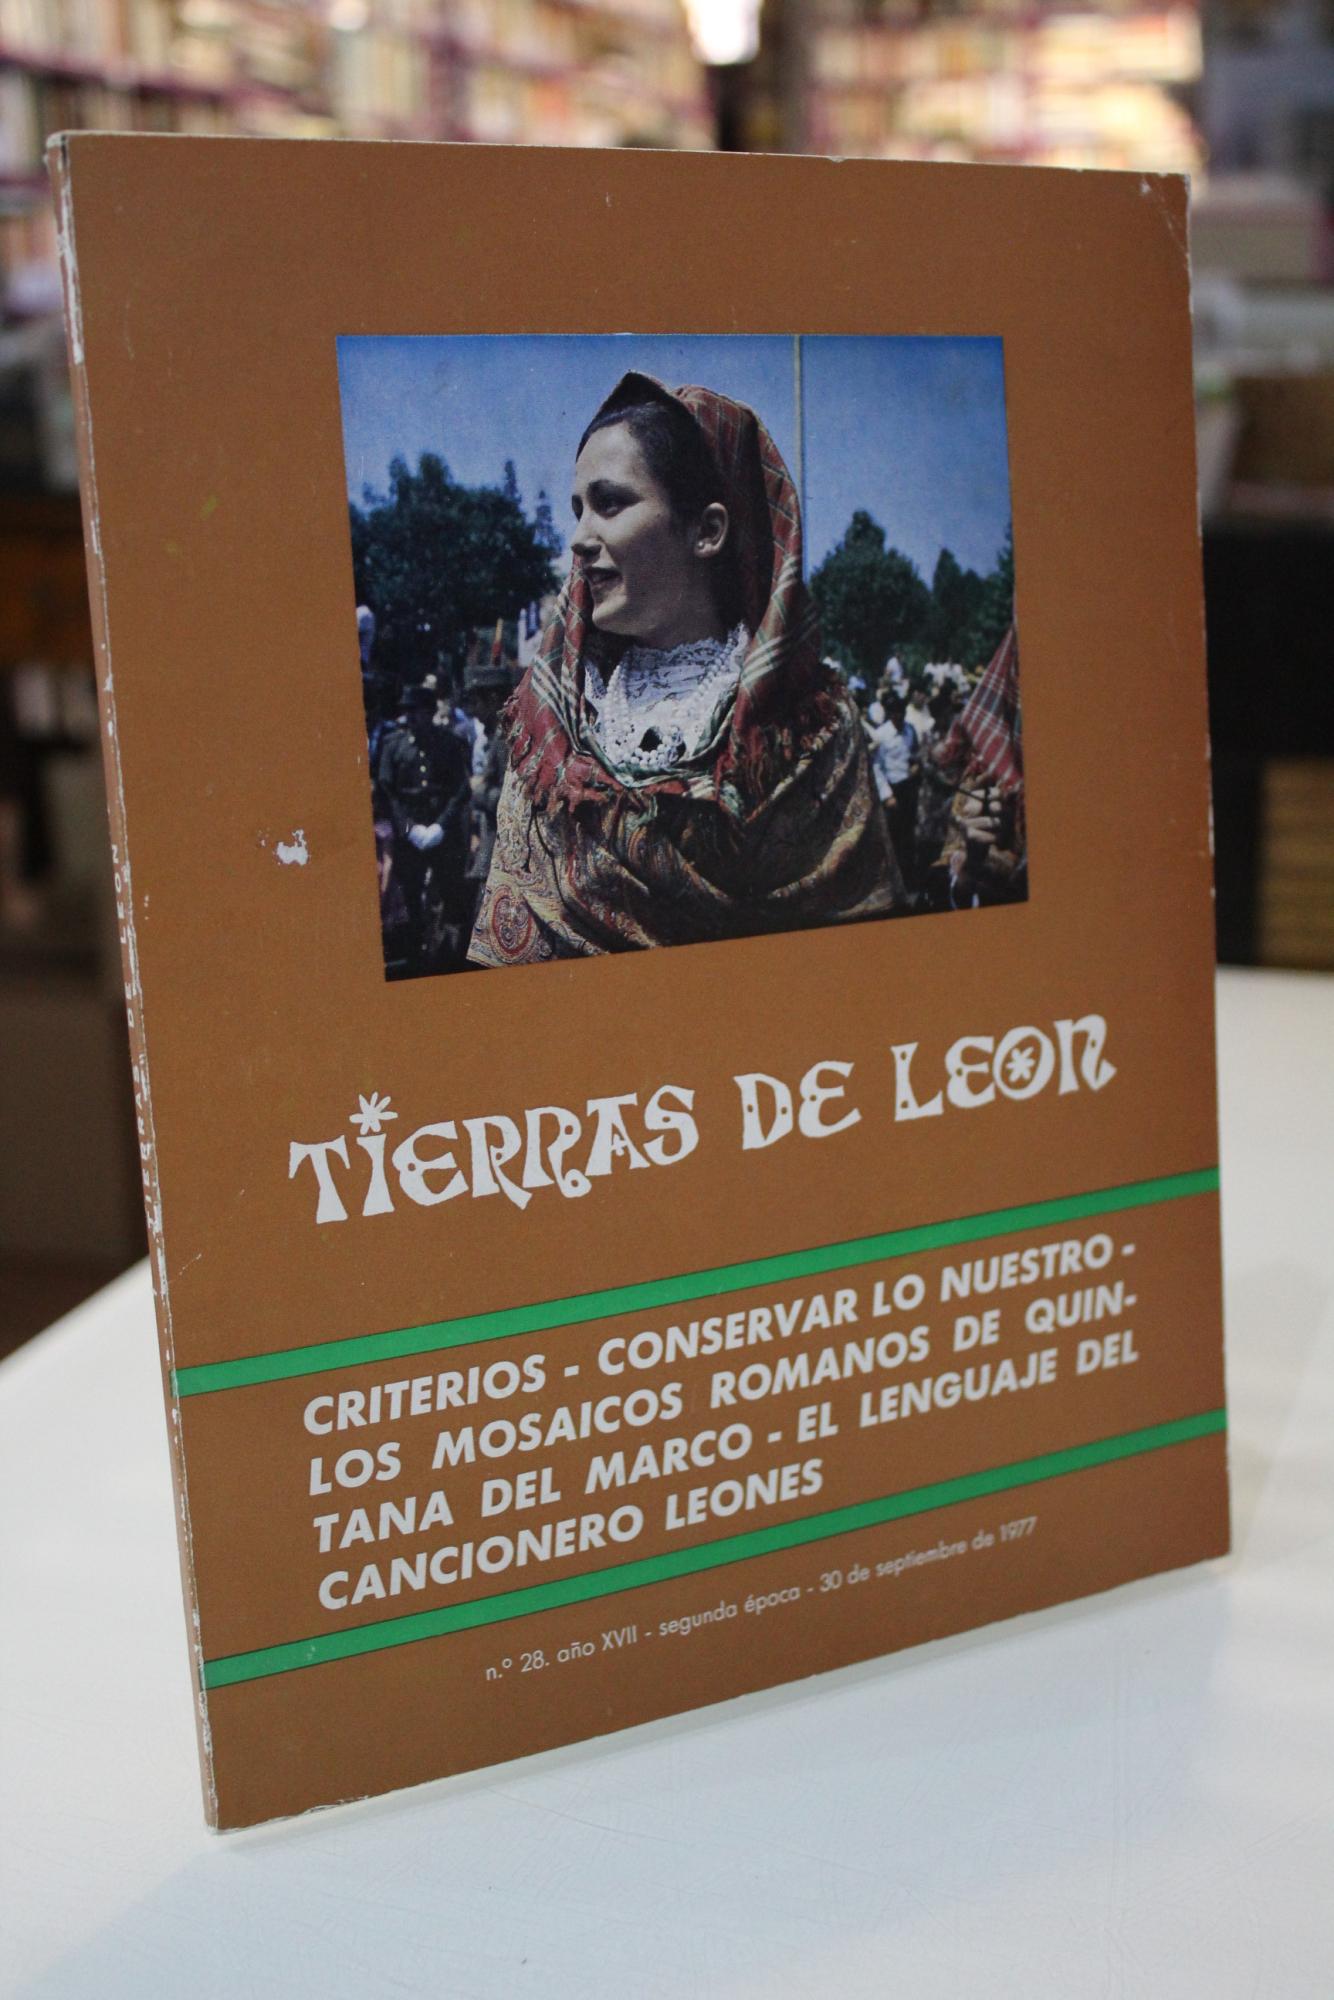 TIERRAS DE LEON
CRITERIOS - CONSERVAR LO NUESTRO -
LOS MOSAICOS ROMANOS DE QUIN-
TANA DEL MARCO - EL LENGUAJE DEL
CANCIONERO LEONES
n.º 28. año XVII - segunda época - 30 de septiembre de 1977
TIERRAS DE LEON